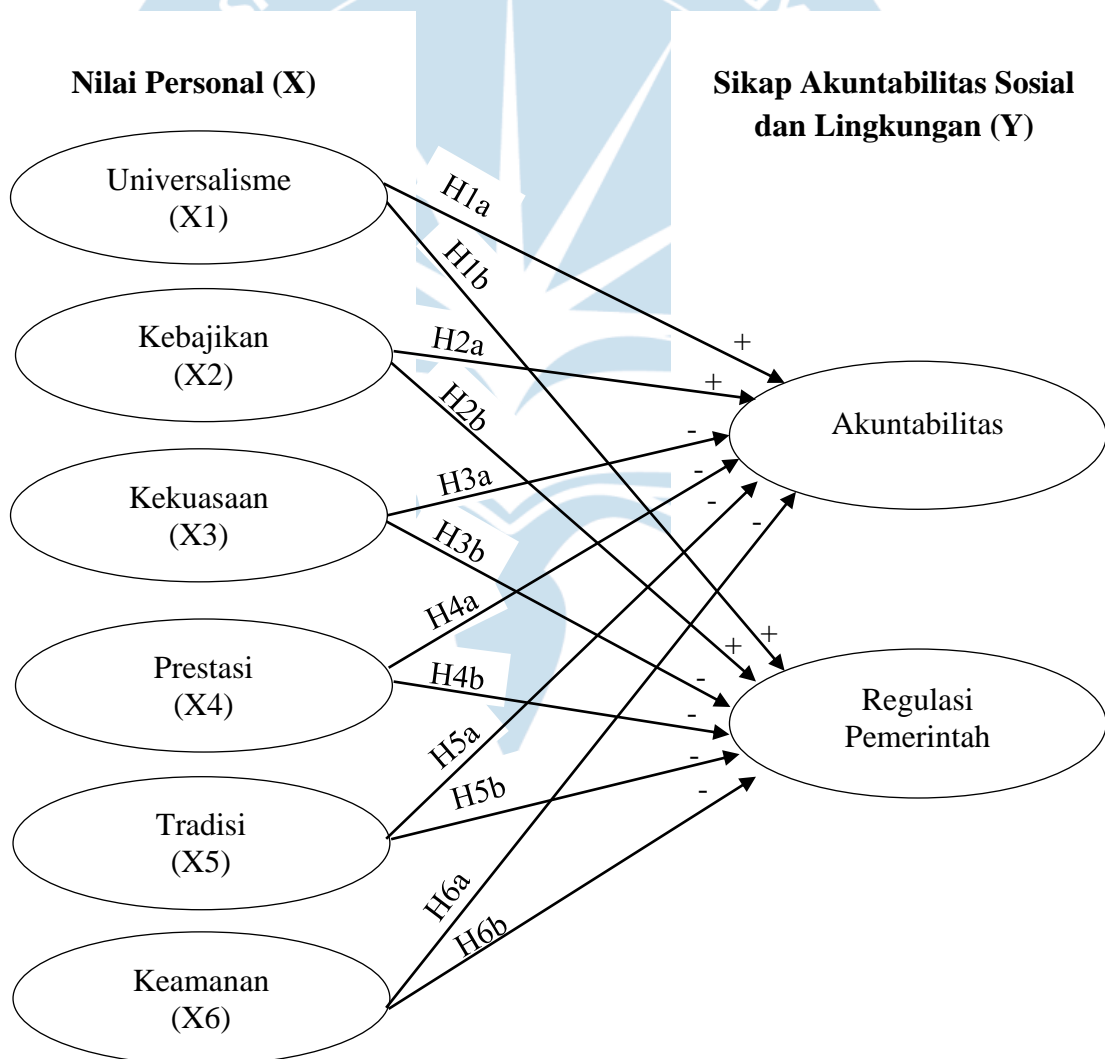 Nilai Personal (X)
Sikap Akuntabilitas Sosial
dan Lingkungan (Y)
Universalisme
(X1)
H1a
H1b
+
Kebajikan
(X2)
H2a
H2b
+
Akuntabilitas
Kekuasaan
(X3)
H3a
H3b
-
-
-
-
Prestasi
(X4)
H4a
H4b
+
+
-
-
Regulasi
Pemerintah
Tradisi
(X5)
H5a
H5b
-
-
Keamanan
(X6)
H6a
H6b